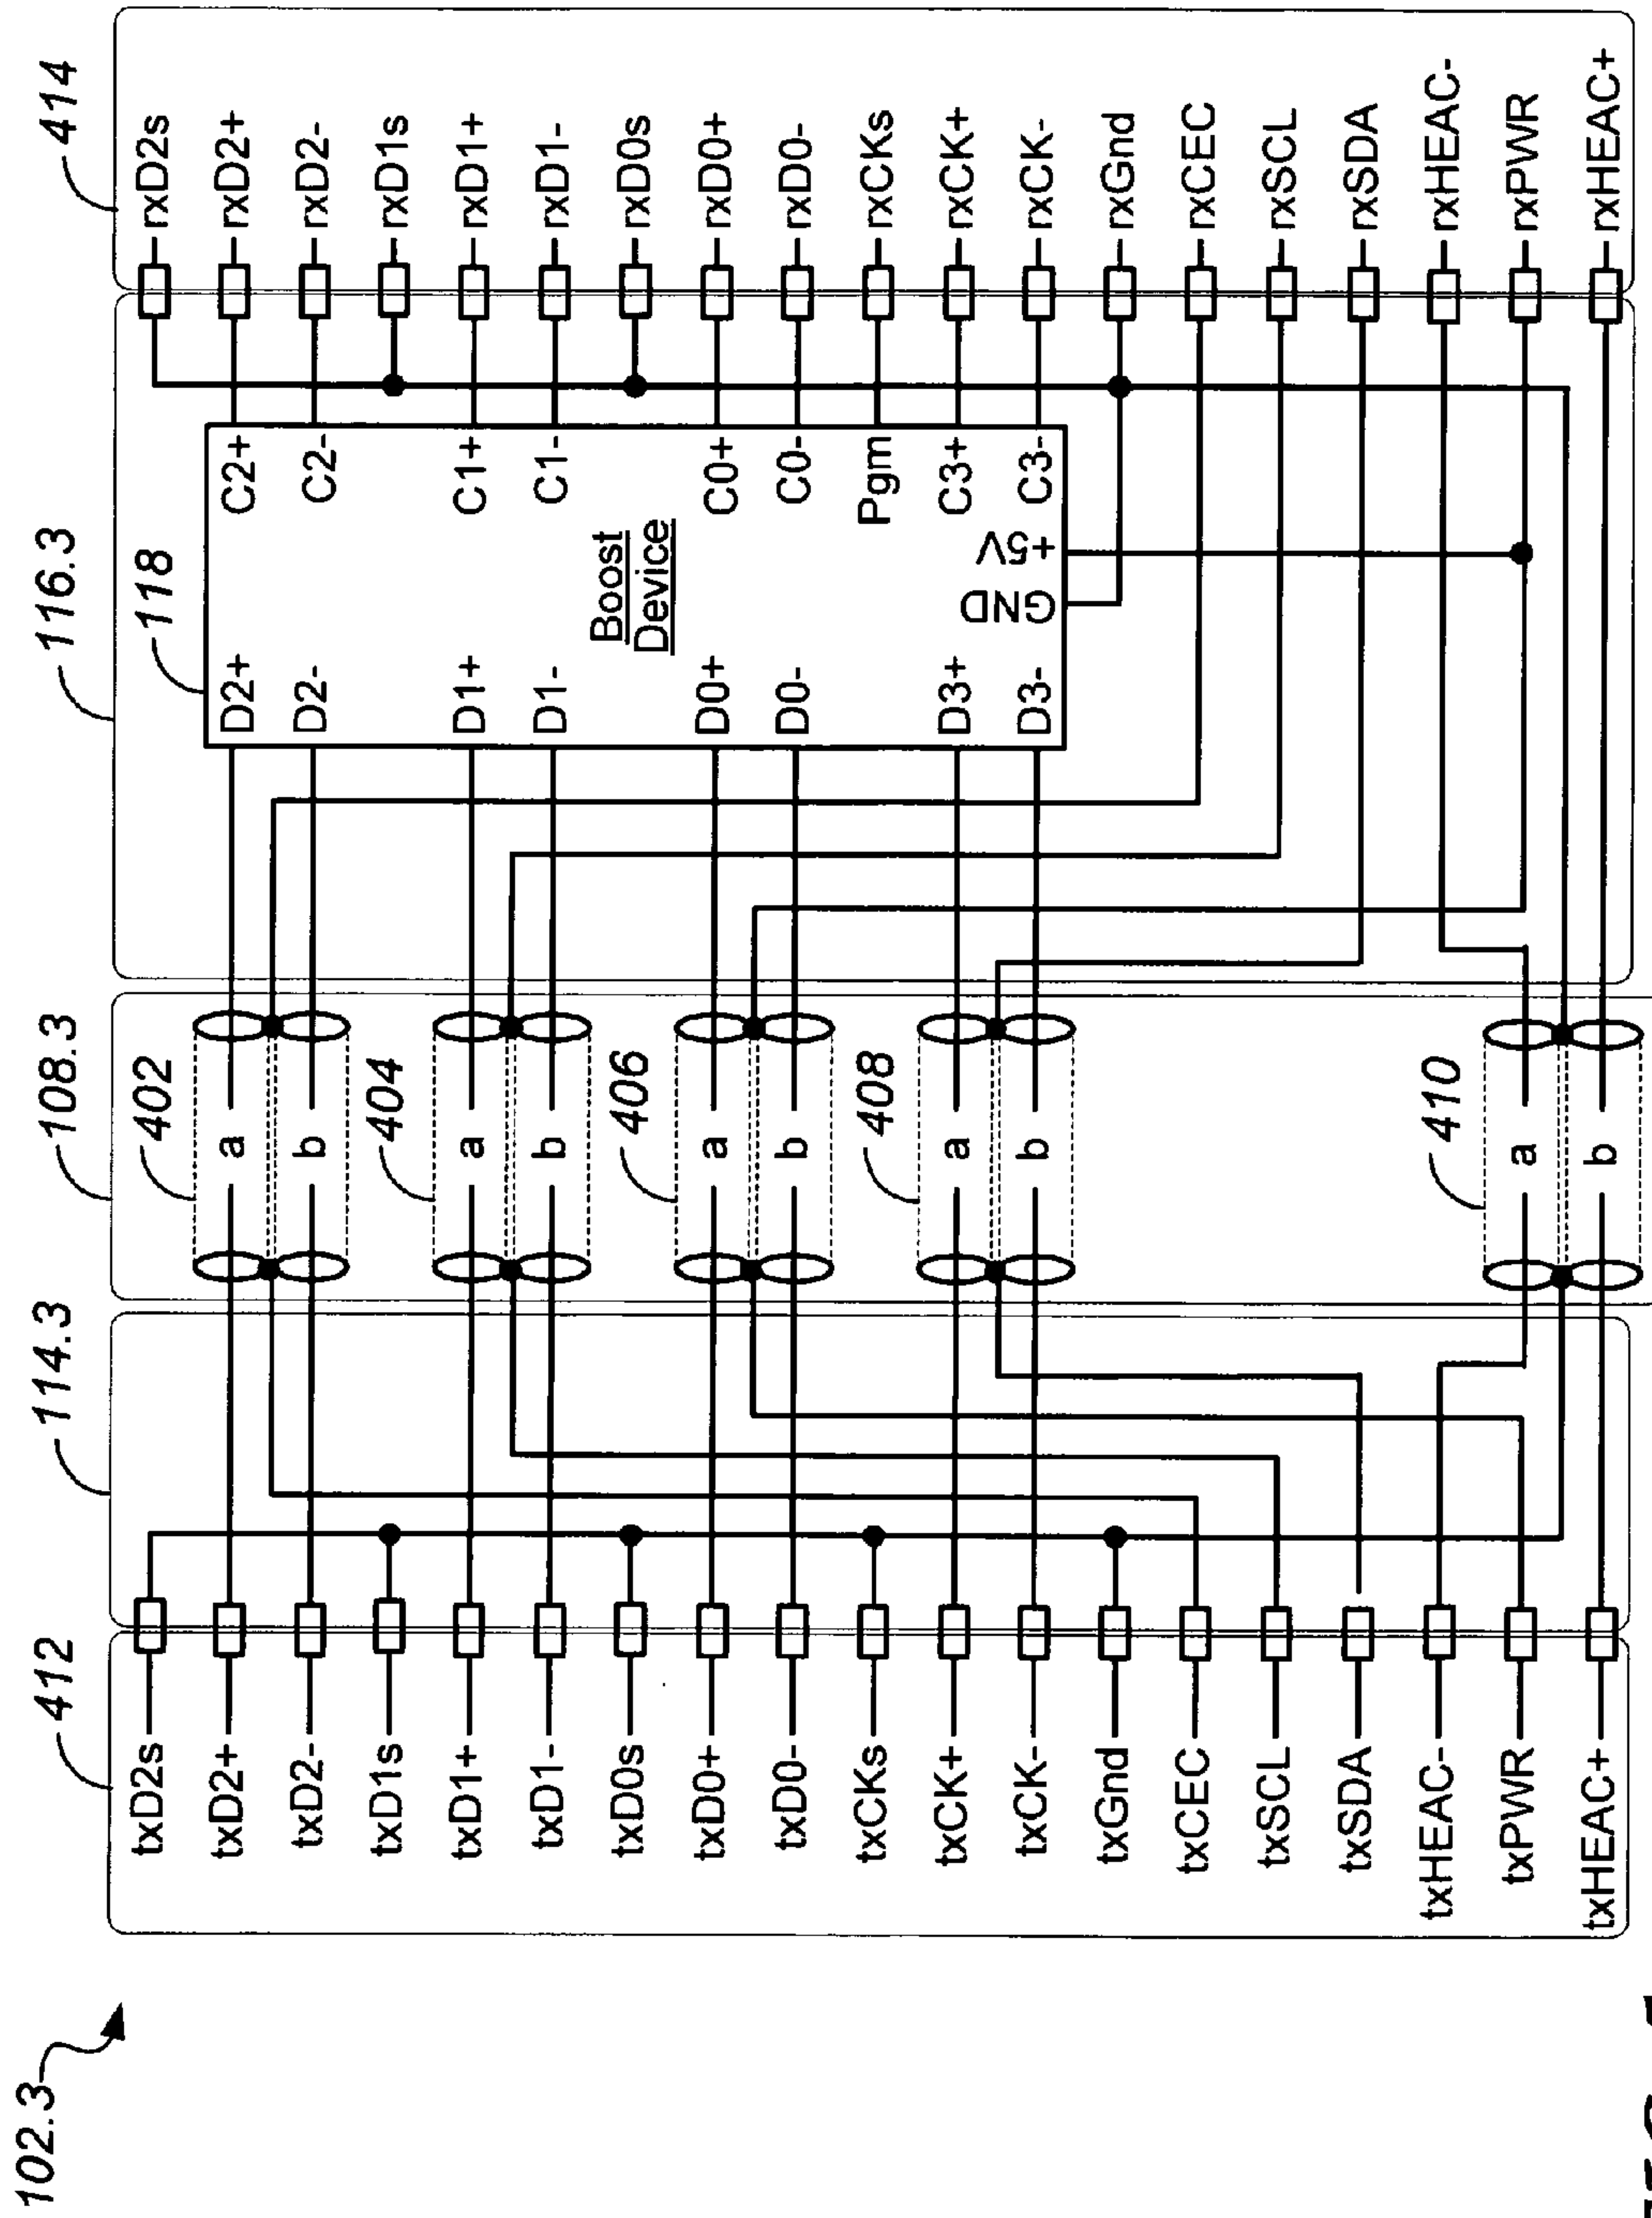 102.3
412
txD2s
txD2+
txD2-
txD1s
txD1+
txD1-
txD0s
txD0+
txD0-
txCKs
txCK+
txCK-
txGnd
txCEC
txSCL
txSDA
txHEAC-
txPWR
txHEAC+
114.3
108.3
402
a
b
404
a
b
406
a
b
408
a
b
410
a
b
116.3
118
D2+
D2-
D1+
D1-
D0+
D0-
D3+
D3-
Boost
Device
GND
+5V
C2+
C2-
C1+
C1-
C0+
C0-
Pgm
C3+
C3-
414
rxD2s
rxD2+
rxD2-
rxD1s
rxD1+
rxD1-
rxD0s
rxD0+
rxD0-
rxCKs
rxCK+
rxCK-
rxGnd
rxCEC
rxSCL
rxSDA
rxHEAC-
rxPWR
rxHEAC+